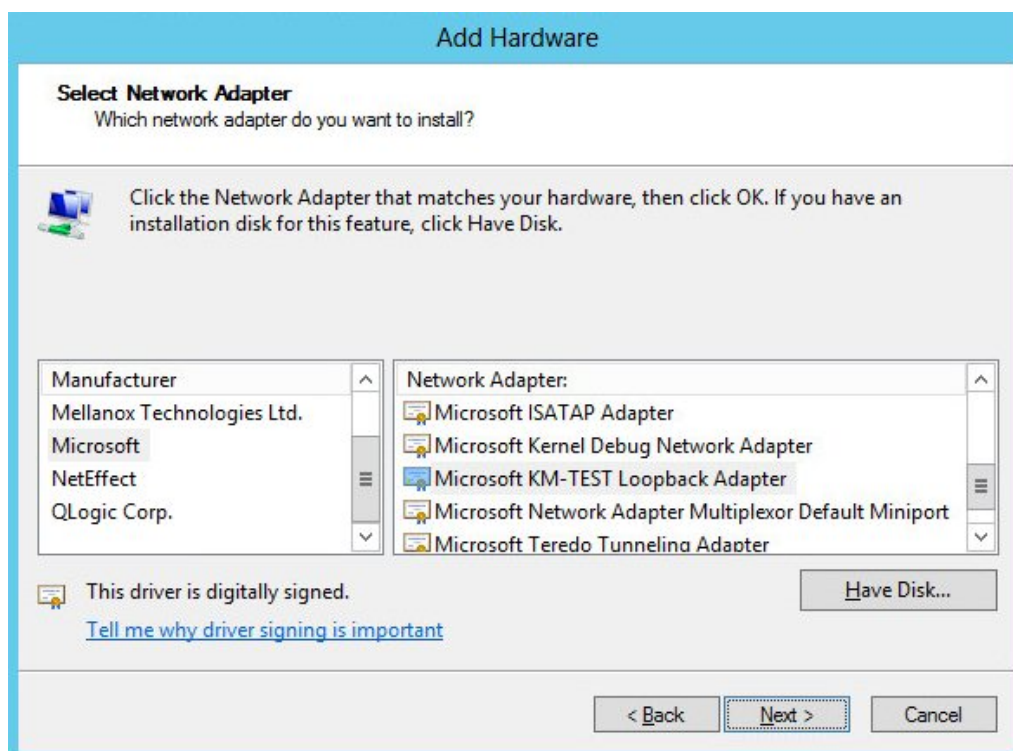 Add Hardware
Select Network Adapter
Which network adapter do you want to install?
Click the Network Adapter that matches your hardware, then click OK. If you have an
installation disk for this feature, click Have Disk.
Manufacturer
Mellanox Technologies Ltd.
Microsoft
NetEffect
QLogic Corp.
Network Adapter:
Microsoft ISATAP Adapter
Microsoft Kernel Debug Network Adapter
Microsoft KM-TEST Loopback Adapter
Microsoft Network Adapter Multiplexor Default Miniport
Microsoft Teredo Tunneling Adapter
This driver is digitally signed.
Have Disk...
Tell me why driver signing is important
< Back
Next >
Cancel